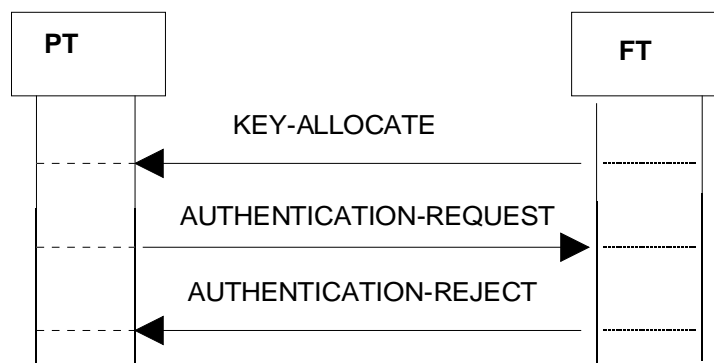 PT
FT
KEY-ALLOCATE
AUTHENTICATION-REQUEST
AUTHENTICATION-REJECT